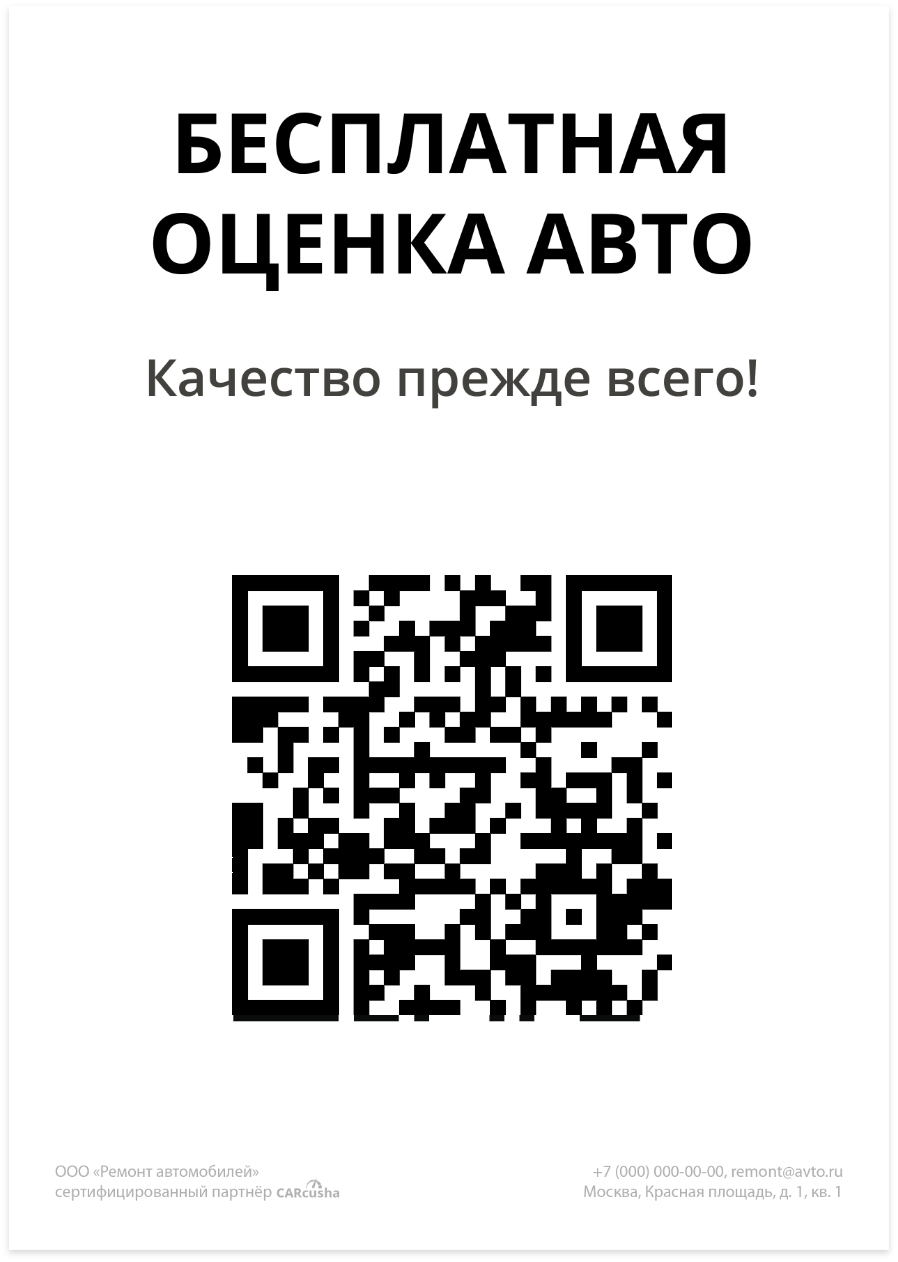 БЕСПЛАТНАЯ
ОЦЕНКА АВТО
Качество прежде всего!
ООО «Ремонт автомобилей»
сертифицированный партнёр CARcusha
+7 (000) 000-00-00, remont@avto.ru
Москва, Красная площадь, д. 1, кв. 1